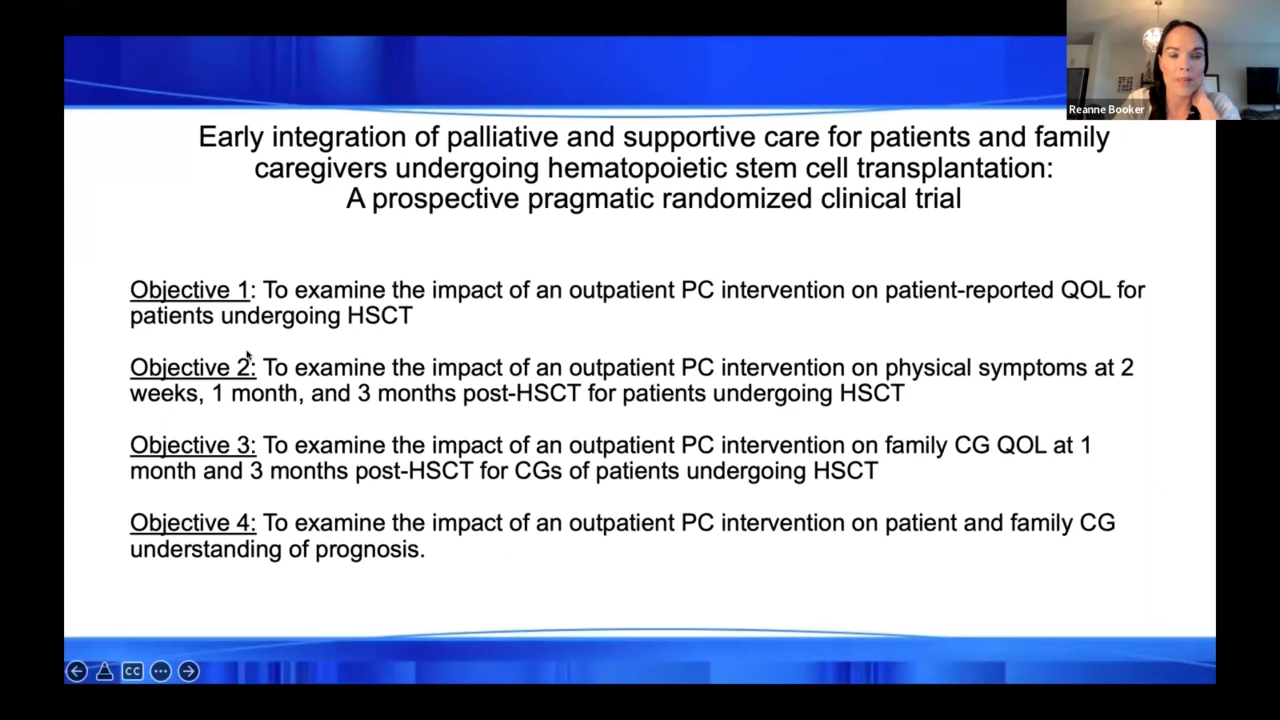 Reanne Booker
Early integration of palliative and supportive care for patients and family
caregivers undergoing hematopoietic stem cell transplantation:
A prospective pragmatic randomized clinical trial
Objective 1: To examine the impact of an outpatient PC intervention on patient-reported QOL for
patients undergoing HSCT
Objective 2: To examine the impact of an outpatient PC intervention on physical symptoms at 2
weeks, 1 month, and 3 months post-HSCT for patients undergoing HSCT
Objective 3: To examine the impact of an outpatient PC intervention on family CG QOL at 1
month and 3 months post-HSCT for CGs of patients undergoing HSCT
Objective 4: To examine the impact of an outpatient PC intervention on patient and family CG
understanding of prognosis.
CC